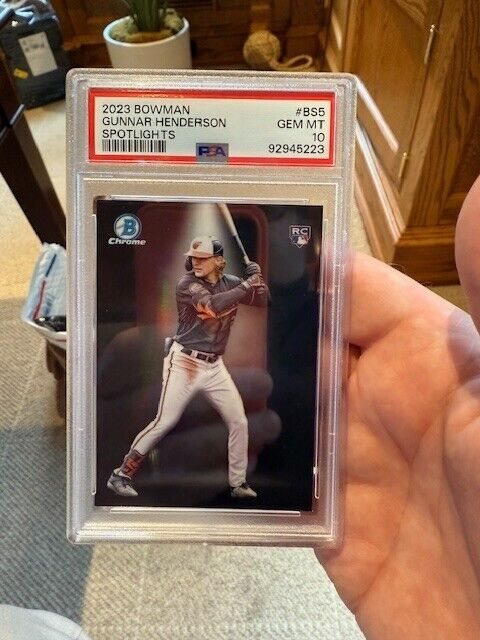 2023 BOWMAN #BS5
GUNNAR HENDERSON GEM MT
SPOTLIGHTS 10
PSA 92945223
B
Chrome
RC